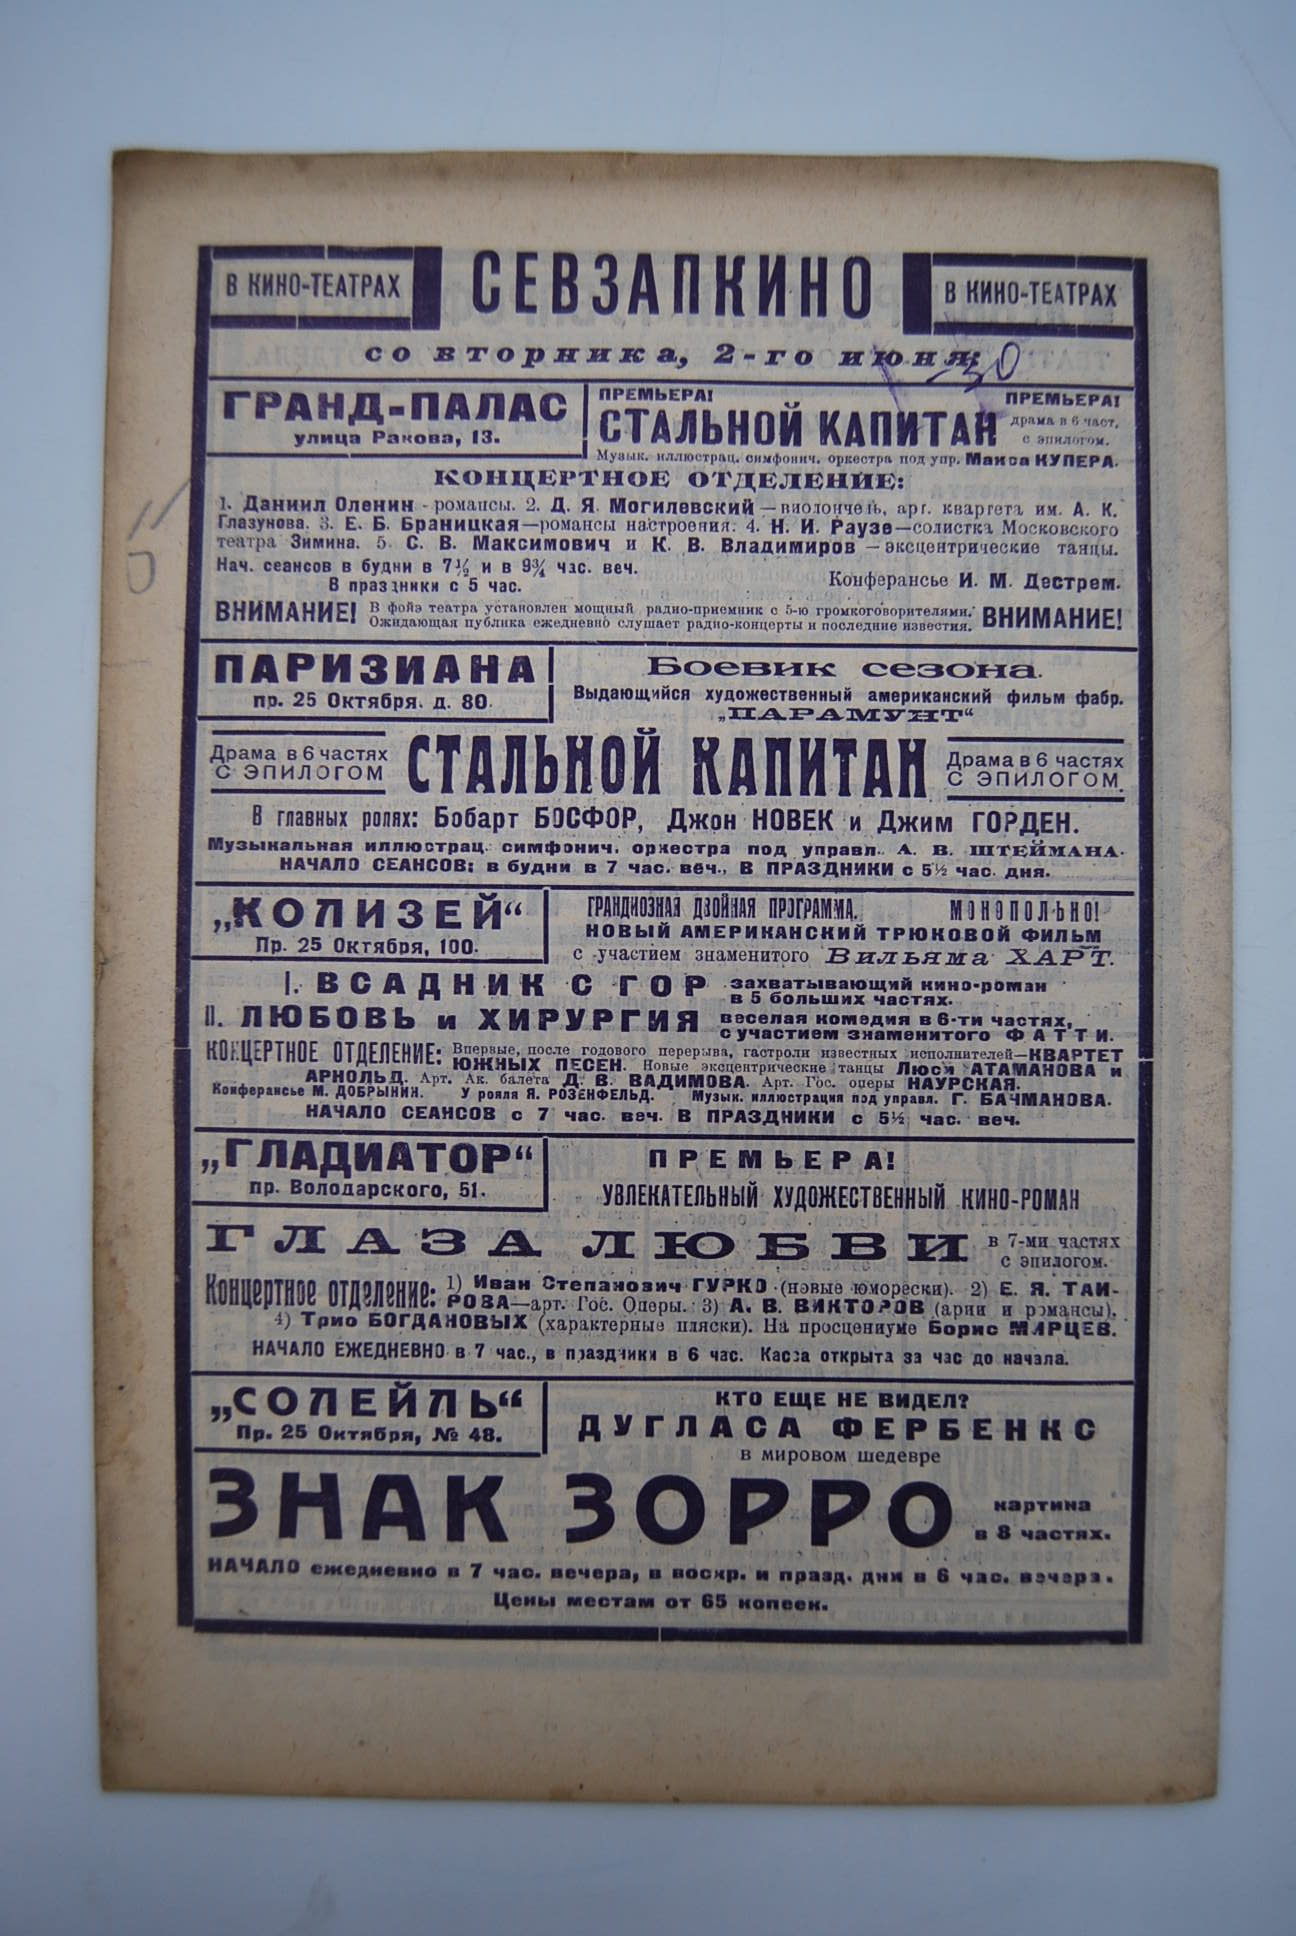 В КИНО-ТЕАТРАХ
СЕВЗАПКИНО
В КИНО-ТЕАТРАХ
со вторника, 2-го июня
ГРАНД-ПАЛАС
улица Ракова, 13.
ПРЕМЬЕРА!
ПРЕМЬЕРА!
СТАЛЬНОЙ КАПИТАН
драма в 6 част.
с эпилогом.
Музык. иллюстрац. симфонич. оркестра под упр. Макса КУПЕРА.
КОНЦЕРТНОЕ ОТДЕЛЕНИЕ:
1. Даниил Оленин - романсы. 2. Д. Я. Могилевский—виолончель, арт. квартета им. А. К.
Глазунова. 3. Е. Б. Браницкая—романсы настроения. 4. Н. И. Раузе—солистка Московского
театра Зимина. 5. С. В. Максимович и К. В. Владимиров — эксцентрические танцы.
Нач. сеансов в будни в 7½ и в 9¾ час. веч.
В праздники с 5 час.
Конферансье И. М. Дестрем.
ВНИМАНИЕ!
В фойэ театра установлен мощный радио-приемник с 5-ю громкоговорителями.
Ожидающая публика ежедневно слушает радио-концерты и последние известия.
ВНИМАНИЕ!
ПАРИЗИАНА
пр. 25 Октября, д. 80.
Боевик сезона.
Выдающийся художественный американский фильм фабр.
„ПАРАМУНТ“
Драма в 6 частях
С ЭПИЛОГОМ
СТАЛЬНОЙ КАПИТАН
Драма в 6 частях
С ЭПИЛОГОМ.
В главных ролях: Бобарт БОСФОР, Джон НОВЕК и Джим ГОРДЕН.
Музыкальная иллюстрац. симфонич. оркестра под управл. А. В. ШТЕЙМАНА.
НАЧАЛО СЕАНСОВ: в будни в 7 час. веч., В ПРАЗДНИКИ с 5½ час. дня.
„КОЛИЗЕЙ“
Пр. 25 Октября, 100.
ГРАНДИОЗНАЯ ДВОЙНАЯ ПРОГРАММА. МОНОПОЛЬНО!
НОВЫЙ АМЕРИКАНСКИЙ ТРЮКОВОЙ ФИЛЬМ
с участием знаменитого Вильяма ХАРТ.
I. ВСАДНИК С ГОР
захватывающий кино-роман
в 5 больших частях.
II. ЛЮБОВЬ и ХИРУРГИЯ
веселая комедия в 6-ти частях,
с участием знаменитого ФАТТИ.
КОНЦЕРТНОЕ ОТДЕЛЕНИЕ: Впервые, после годового перерыва, гастроли известных исполнителей—КВАРТЕТ
ЮЖНЫХ ПЕСЕН. Новые эксцентрические танцы Люси АТАМАНОВА и
АРНОЛЬД. Арт. Ак. балета Д. В. ВАДИМОВА. Арт. Гос. оперы НАУРСКАЯ.
Конферансье М. ДОБРЫНИН. У рояля Я. РОЗЕНФЕЛЬД. Музык. иллюстрация под управл. Г. БАЧМАНОВА.
НАЧАЛО СЕАНСОВ с 7 час. веч. В ПРАЗДНИКИ с 5½ час. веч.
„ГЛАДИАТОР“
пр. Володарского, 51.
ПРЕМЬЕРА!
УВЛЕКАТЕЛЬНЫЙ ХУДОЖЕСТВЕННЫЙ КИНО-РОМАН
ГЛАЗА ЛЮБВИ
в 7-ми частях
с эпилогом.
Концертное отделение: 1) Иван Степанович ГУРКО (новые юморески). 2) Е. Я. ТАИ-
РОВА—арт. Гос. Оперы. 3) А. В. ВИКТОРОВ (арии и романсы).
4) Трио БОГДАНОВЫХ (характерные пляски). На просцениуме Борис МАРЦЕВ.
НАЧАЛО ЕЖЕДНЕВНО в 7 час., в праздники в 6 час. Касса открыта за час до начала.
„СОЛЕЙЛЬ“
Пр. 25 Октября, № 48.
КТО ЕЩЕ НЕ ВИДЕЛ?
ДУГЛАСА ФЕРБЕНКС
в мировом шедевре
ЗНАК ЗОРРО
картина
в 8 частях.
НАЧАЛО ежедневно в 7 час. вечера, в воскр. и празд. дни в 6 час. вечера.
Цены местам от 65 копеек.